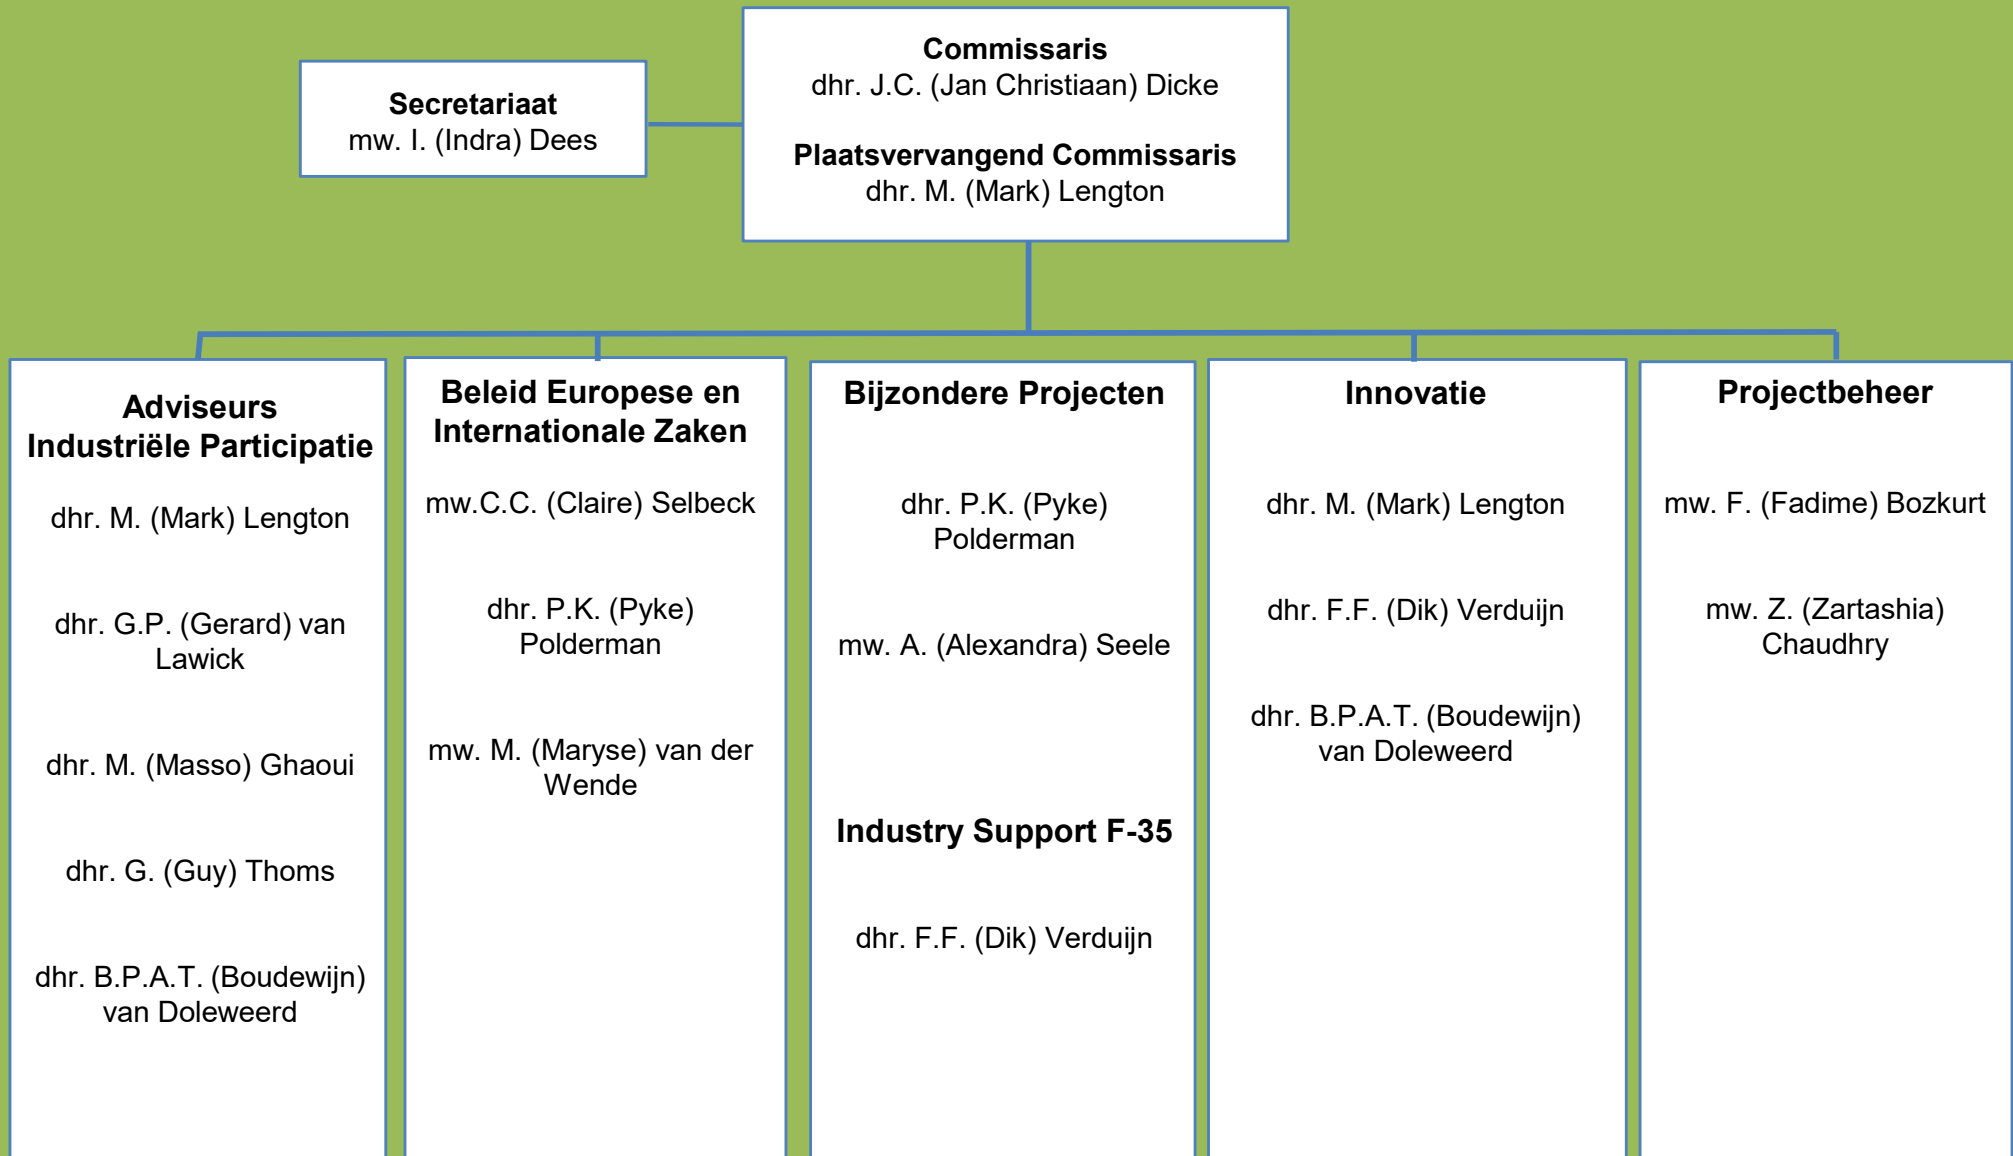 Commissaris
dhr. J.C. (Jan Christiaan) Dicke
Plaatsvervangend Commissaris
dhr. M. (Mark) Lengton
Secretariaat
mw. I. (Indra) Dees
Adviseurs
Industriële Participatie
dhr. M. (Mark) Lengton
dhr. G.P. (Gerard) van
Lawick
dhr. M. (Masso) Ghaoui
dhr. G. (Guy) Thoms
dhr. B.P.A.T. (Boudewijn)
van Doleweerd
Beleid Europese en
Internationale Zaken
mw.C.C. (Claire) Selbeck
dhr. P.K. (Pyke)
Polderman
mw. M. (Maryse) van der
Wende
Bijzondere Projecten
dhr. P.K. (Pyke)
Polderman
mw. A. (Alexandra) Seele
Industry Support F-35
dhr. F.F. (Dik) Verduijn
Innovatie
dhr. M. (Mark) Lengton
dhr. F.F. (Dik) Verduijn
dhr. B.P.A.T. (Boudewijn)
van Doleweerd
Projectbeheer
mw. F. (Fadime) Bozkurt
mw. Z. (Zartashia)
Chaudhry